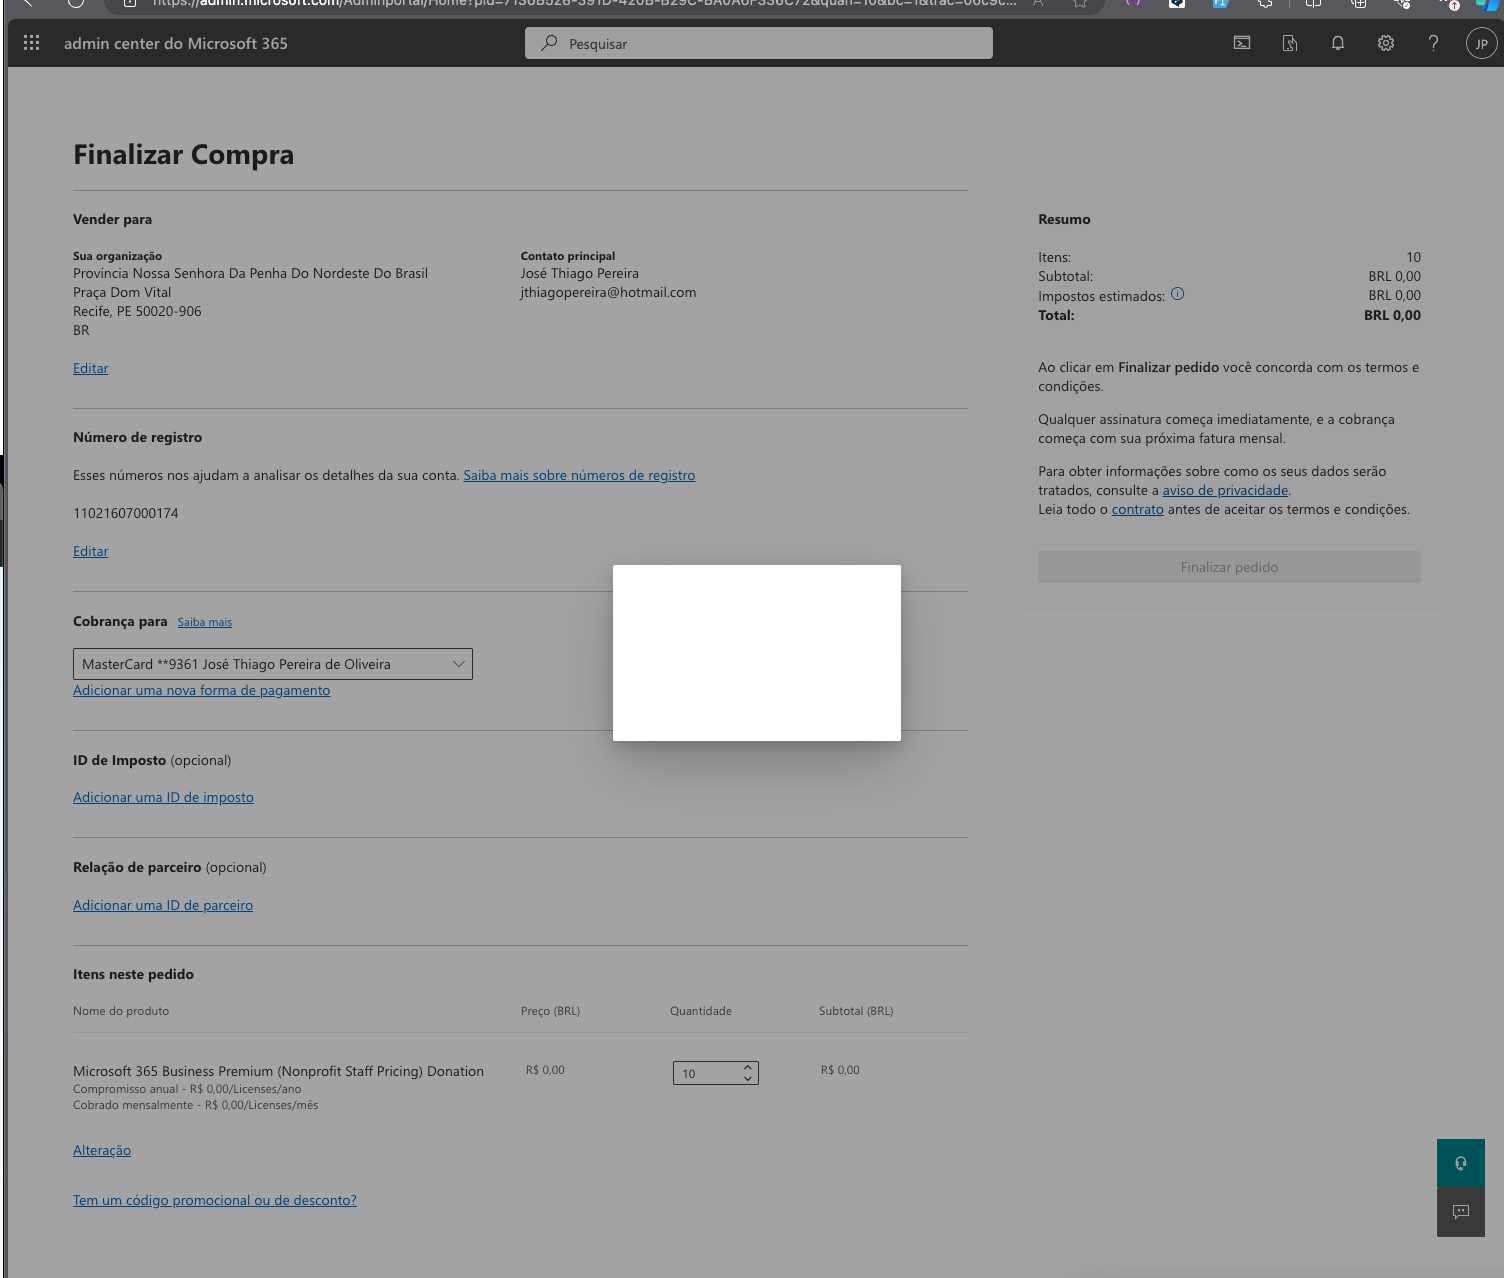 admin center do Microsoft 365
Pesquisar
JP
Finalizar Compra
Vender para
Sua organização
Província Nossa Senhora Da Penha Do Nordeste Do Brasil
Praça Dom Vital
Recife, PE 50020-906
BR
Contato principal
José Thiago Pereira
jthiagopereira@hotmail.com
Editar
Número de registro
Esses números nos ajudam a analisar os detalhes da sua conta. Saiba mais sobre números de registro
11021607000174
Editar
Cobrança para Saiba mais
MasterCard **9361 José Thiago Pereira de Oliveira
Adicionar uma nova forma de pagamento
ID de Imposto (opcional)
Adicionar uma ID de imposto
Relação de parceiro (opcional)
Adicionar uma ID de parceiro
Itens neste pedido
Nome do produto Preço (BRL) Quantidade Subtotal (BRL)
Microsoft 365 Business Premium (Nonprofit Staff Pricing) Donation R$ 0,00 10 R$ 0,00
Compromisso anual - R$ 0,00/Licenses/ano
Cobrado mensalmente - R$ 0,00/Licenses/mês
Alteração
Tem um código promocional ou de desconto?
Resumo
Itens: 10
Subtotal: BRL 0,00
Impostos estimados: BRL 0,00
Total: BRL 0,00
Ao clicar em Finalizar pedido você concorda com os termos e
condições.
Qualquer assinatura começa imediatamente, e a cobrança
começa com sua próxima fatura mensal.
Para obter informações sobre como os seus dados serão
tratados, consulte a aviso de privacidade.
Leia todo o contrato antes de aceitar os termos e condições.
Finalizar pedido